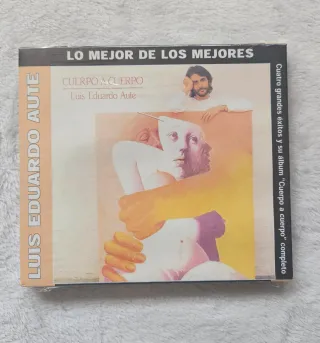 LO MEJOR DE LOS MEJORES
LUIS EDUARDO AUTE
CUERPO A CUERPO
Luis Eduardo Aute
Cuatro grandes éxitos y su álbum "Cuerpo a cuerpo" completo